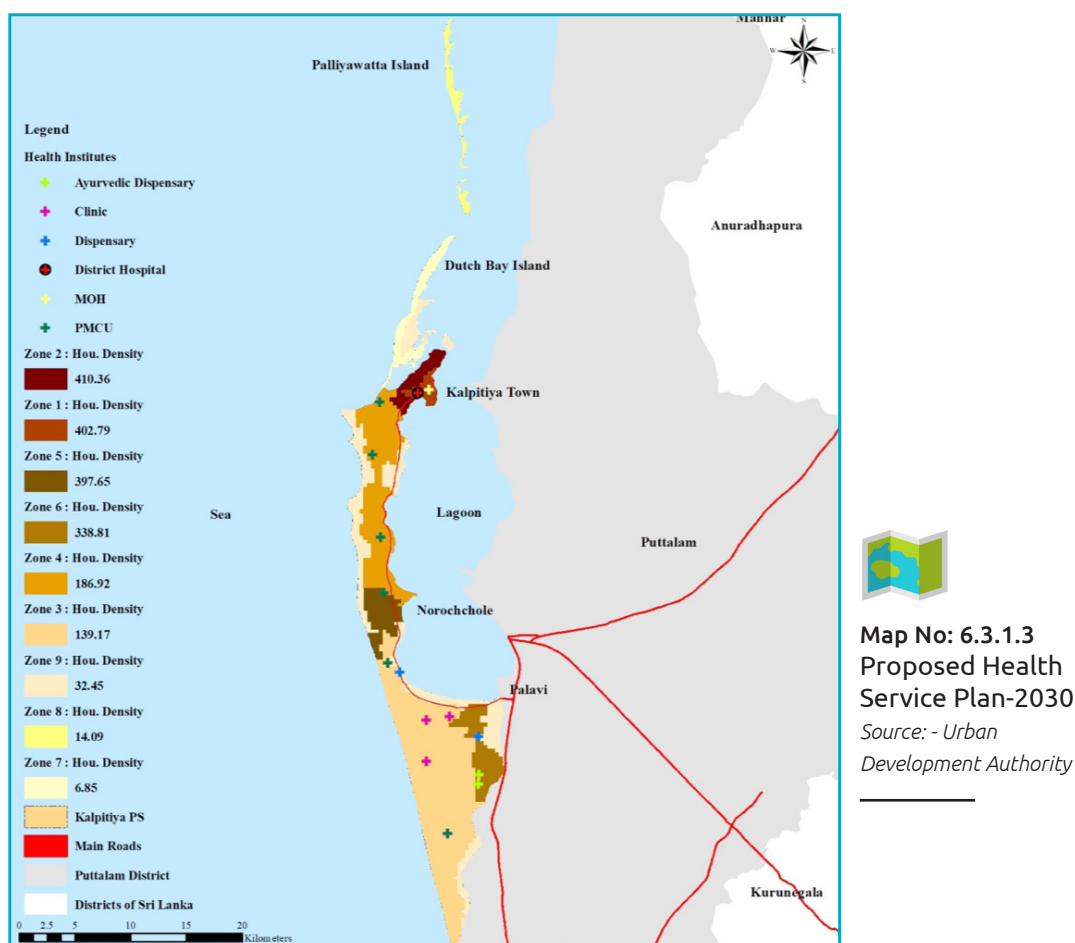 Mannar
N
W
E
S
Palliyawatta Island
Legend
Health Institutes
Ayurvedic Dispensary
Clinic
Dispensary
District Hospital
MOH
PMCU
Zone 2 : Hou. Density
410.36
Zone 1 : Hou. Density
402.79
Zone 5 : Hou. Density
397.65
Zone 6 : Hou. Density
338.81
Zone 4 : Hou. Density
186.92
Zone 3 : Hou. Density
139.17
Zone 9 : Hou. Density
32.45
Zone 8 : Hou. Density
14.09
Zone 7 : Hou. Density
6.85
Kalpitiya PS
Main Roads
Puttalam District
Districts of Sri Lanka
0 2.5 5 10 15 20
Kilometers
Anuradhapura
Dutch Bay Island
Kalpitiya Town
Sea
Lagoon
Puttalam
Norochchole
Palavi
Kurunegala
Map No: 6.3.1.3
Proposed Health
Service Plan-2030
Source: - Urban
Development Authority